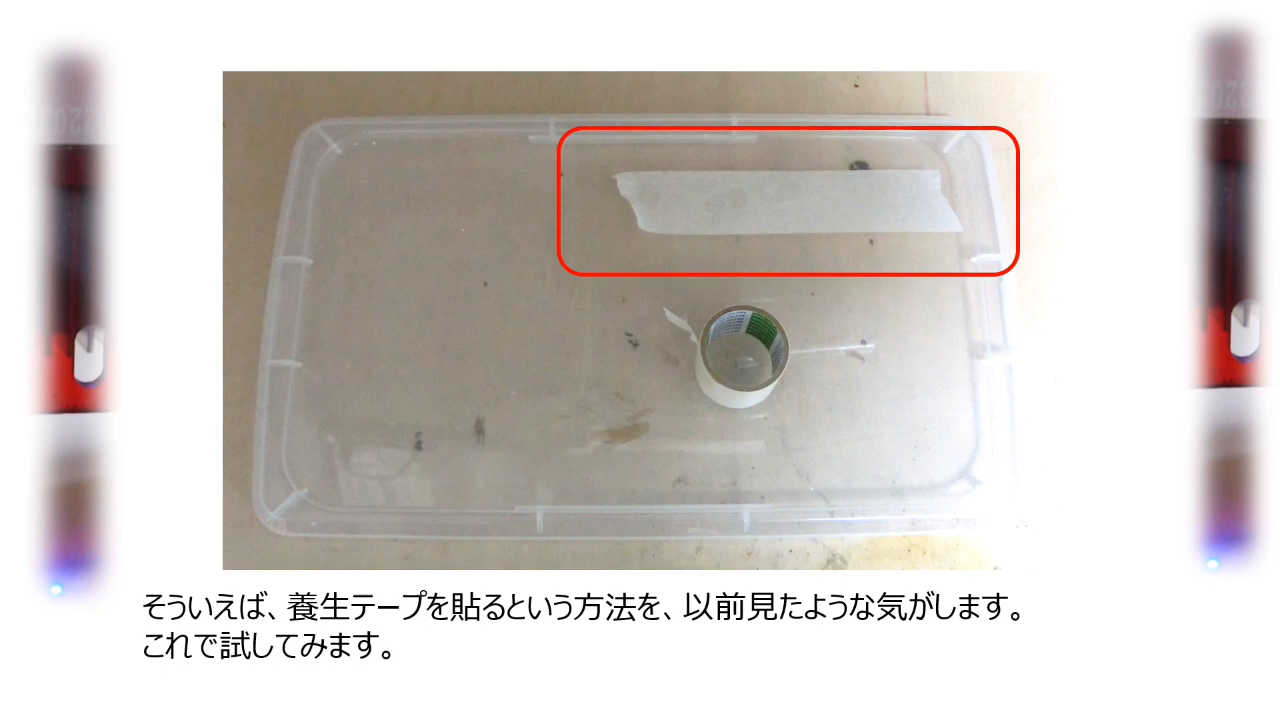 そういえば、養生テープを貼るという方法を、以前見たような気がします。
これで試してみます。